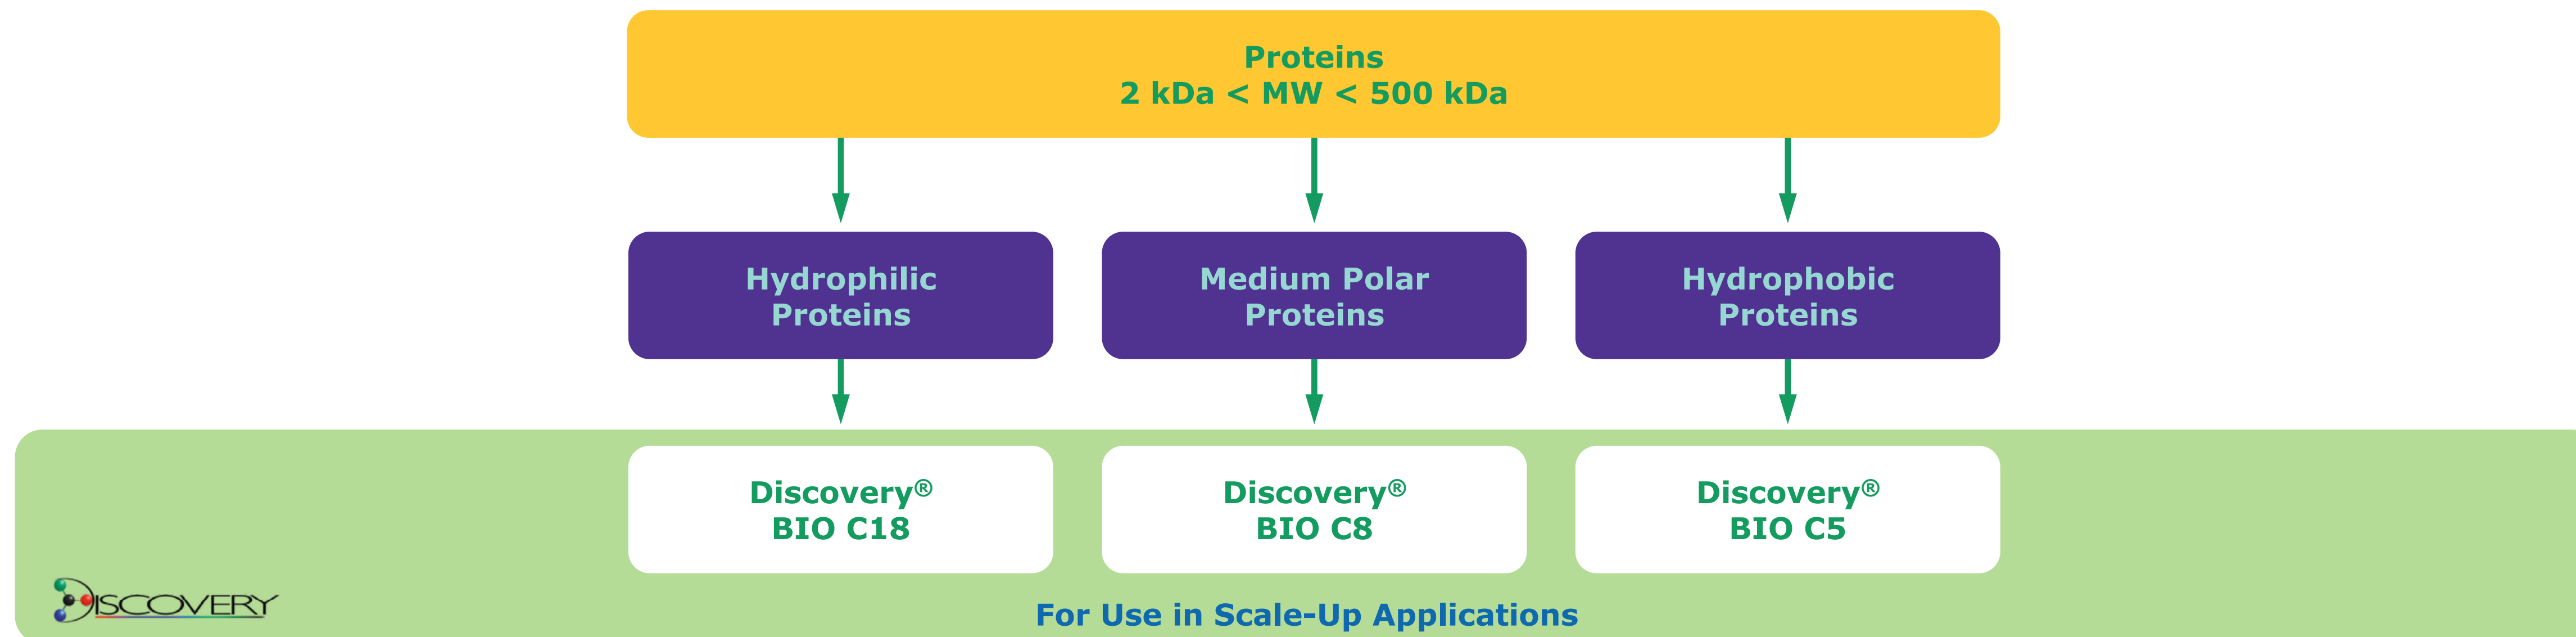 Proteins
2 kDa < MW < 500 kDa
Hydrophilic
Proteins
Medium Polar
Proteins
Hydrophobic
Proteins
Discovery®
BIO C18
Discovery®
BIO C8
Discovery®
BIO C5
DISCOVERY
For Use in Scale-Up Applications